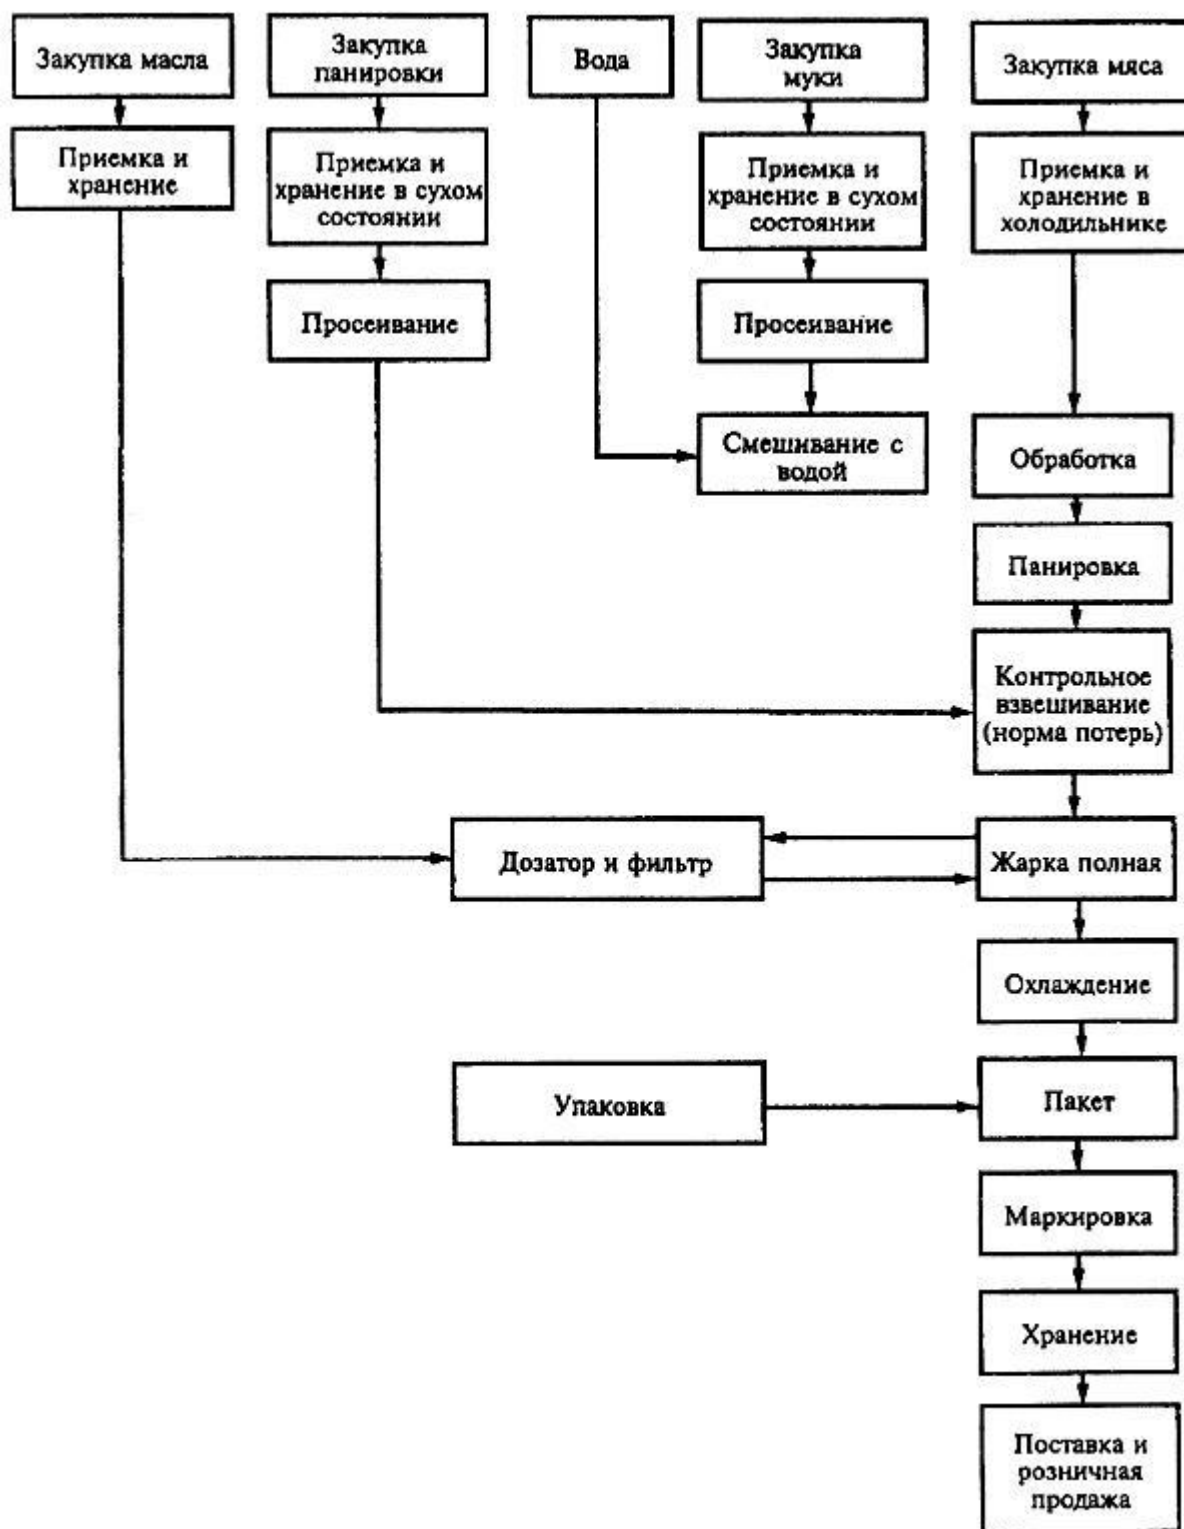 Закупка масла
Закупка
панировки
Вода
Закупка
муки
Закупка мяса
Приемка и
хранение
Приемка и
хранение в сухом
состоянии
Приемка и
хранение в сухом
состоянии
Приемка и
хранение в
холодильнике
Просеивание
Просеивание
Смешивание с
водой
Обработка
Панировка
Контрольное
взвешивание
(норма потерь)
Дозатор и фильтр
Жарка полная
Охлаждение
Упаковка
Пакет
Маркировка
Хранение
Поставка и
розничная
продажа